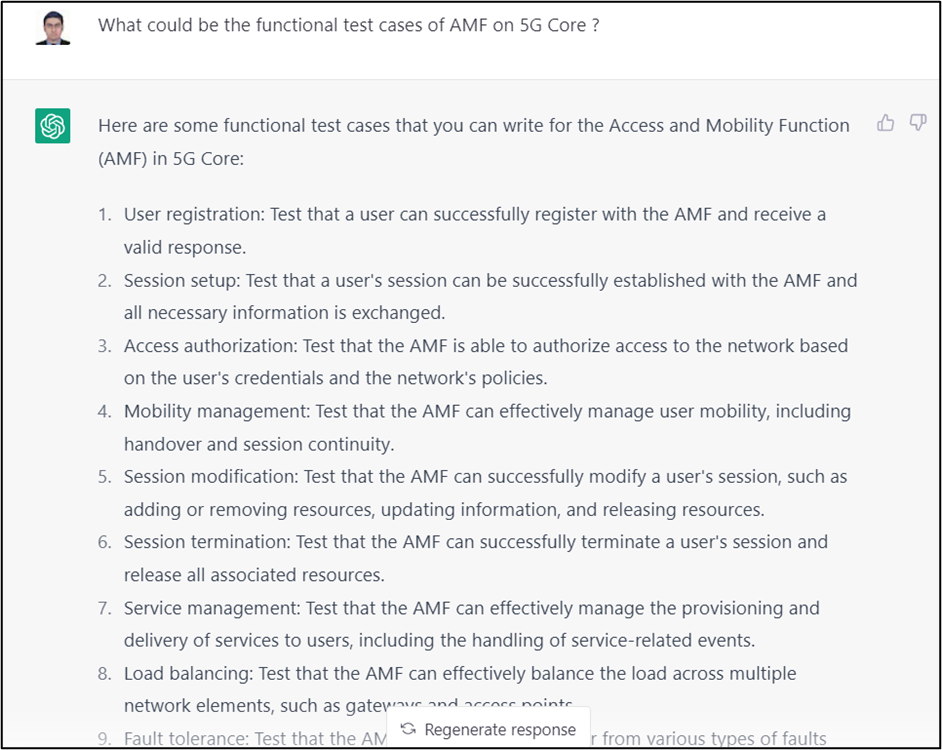 What could be the functional test cases of AMF on 5G Core ?
Here are some functional test cases that you can write for the Access and Mobility Function
(AMF) in 5G Core:
1. User registration: Test that a user can successfully register with the AMF and receive a
valid response.
2. Session setup: Test that a user's session can be successfully established with the AMF and
all necessary information is exchanged.
3. Access authorization: Test that the AMF is able to authorize access to the network based
on the user's credentials and the network's policies.
4. Mobility management: Test that the AMF can effectively manage user mobility, including
handover and session continuity.
5. Session modification: Test that the AMF can successfully modify a user's session, such as
adding or removing resources, updating information, and releasing resources.
6. Session termination: Test that the AMF can successfully terminate a user's session and
release all associated resources.
7. Service management: Test that the AMF can effectively manage the provisioning and
delivery of services to users, including the handling of service-related events.
8. Load balancing: Test that the AMF can effectively balance the load across multiple
network elements, such as gateways and access points.
Regenerate response
9. Fault tolerance: Test that the from various types of faults